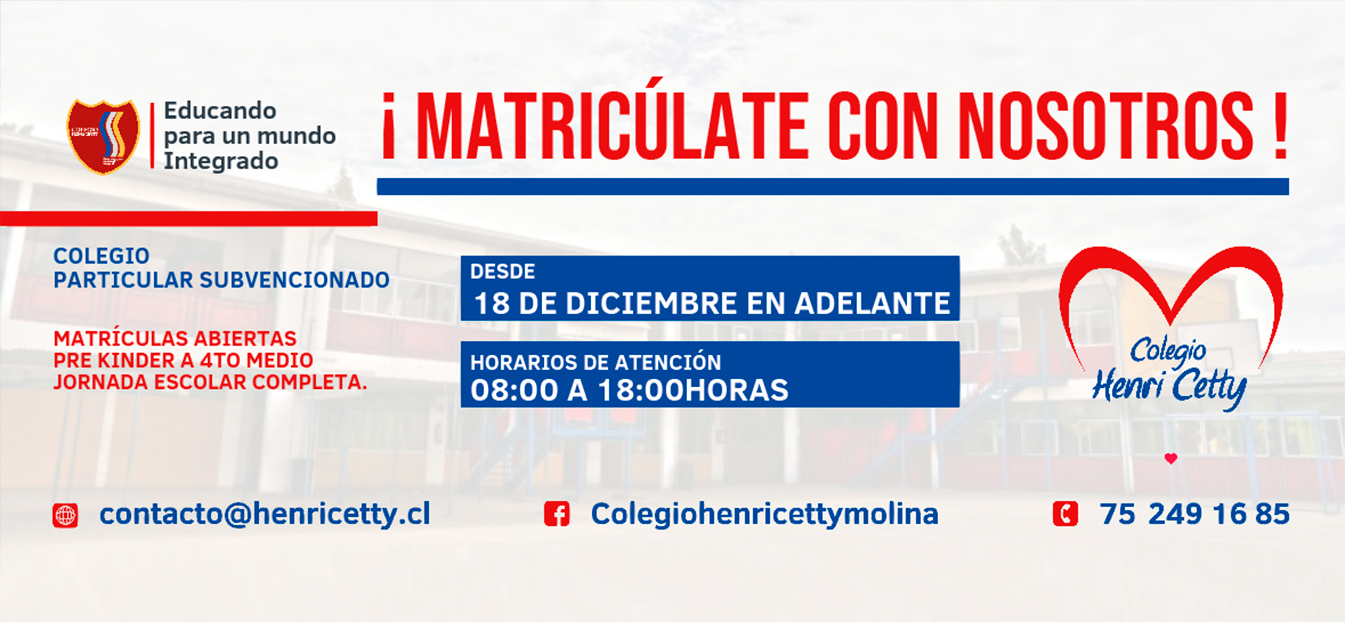 Educando
para un mundo
Integrado
¡ MATRICÚLATE CON NOSOTROS !
COLEGIO
PARTICULAR SUBVENCIONADO
MATRÍCULAS ABIERTAS
PRE KINDER A 4TO MEDIO
JORNADA ESCOLAR COMPLETA.
DESDE
18 DE DICIEMBRE EN ADELANTE
HORARIOS DE ATENCIÓN
08:00 A 18:00HORAS
Colegio
Henri Cetty
contacto@henricetty.cl
Colegiohenricettymolina
75 249 16 85